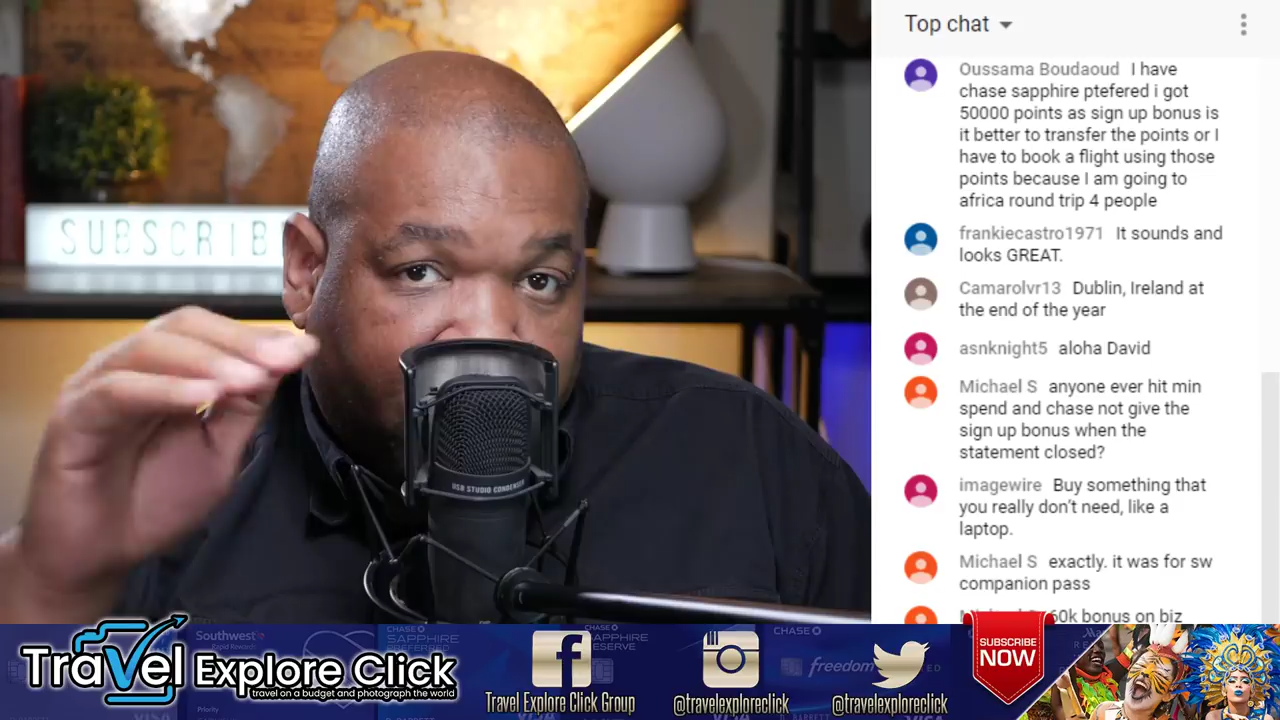 Top chat
Oussama Boudaoud I have
chase sapphire ptefered i got
50000 points as sign up bonus is
it better to transfer the points or I
have to book a flight using those
points because I am going to
africa round trip 4 people
frankiecastro1971 It sounds and
looks GREAT.
Camarolvr13 Dublin, Ireland at
the end of the year
asnknight5 aloha David
Michael S anyone ever hit min
spend and chase not give the
sign up bonus when the
statement closed?
imagewire Buy something that
you really don't need, like a
laptop.
Michael S exactly. it was for sw
companion pass
60k bonus on biz
SUBSCRIB
USB STUDIO CONDENSER
Travel Explore Click
travel on a budget and photograph the world
Southwest
Rapid Rewards
Priority
VISA
CHASE
SAPPHIRE
PREFERRED
CHASE
SAPPHIRE
RESERVE
CHASE
freedom
Travel Explore Click Group
@travelexploreclick
@travelexploreclick
SUBSCRIBE
NOW